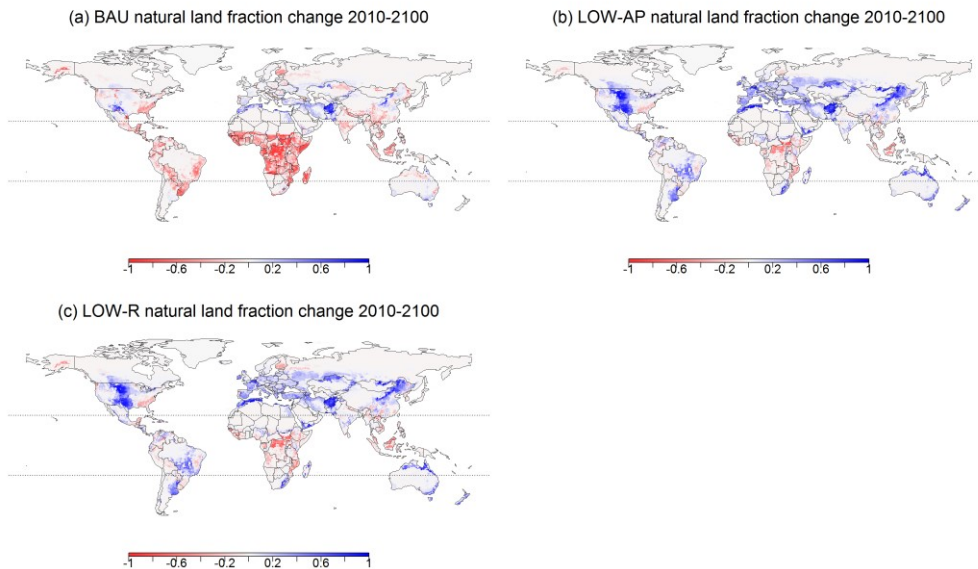 (a) BAU natural land fraction change 2010-2100
-1 -0.6 -0.2 0.2 0.6 1
(b) LOW-AP natural land fraction change 2010-2100
-1 -0.6 -0.2 0.2 0.6 1
(c) LOW-R natural land fraction change 2010-2100
-1 -0.6 -0.2 0.2 0.6 1